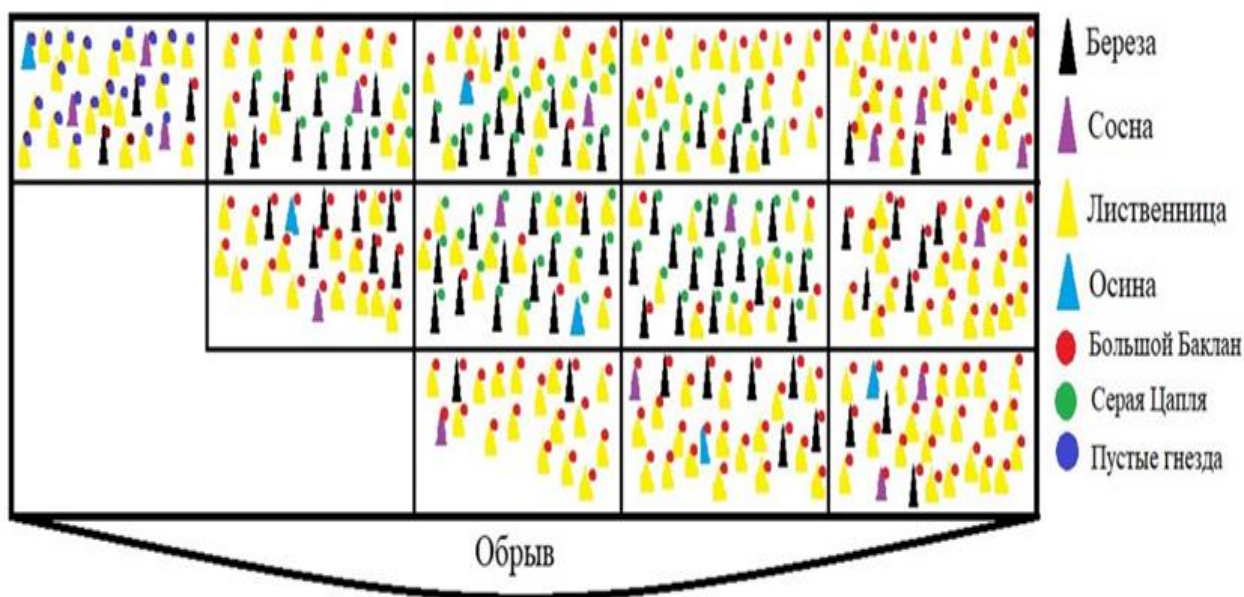 Береза
Сосна
Лиственница
Осина
Большой Баклан
Серая Цапля
Пустые гнезда
Обрыв